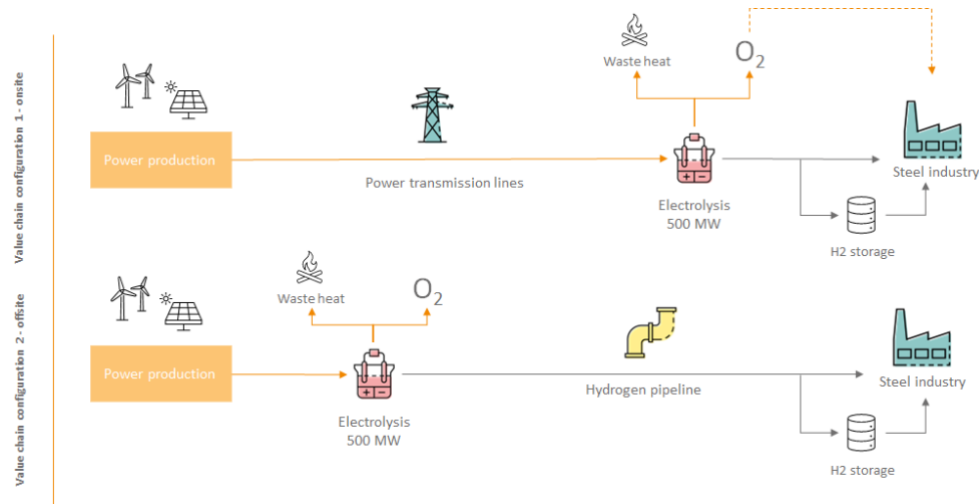 Value chain configuration 1 - onsite
Waste heat
O2
Power production
Power transmission lines
Electrolysis
500 MW
Steel industry
H2 storage
Value chain configuration 2 - offsite
Waste heat
O2
Power production
Electrolysis
500 MW
Hydrogen pipeline
Steel industry
H2 storage